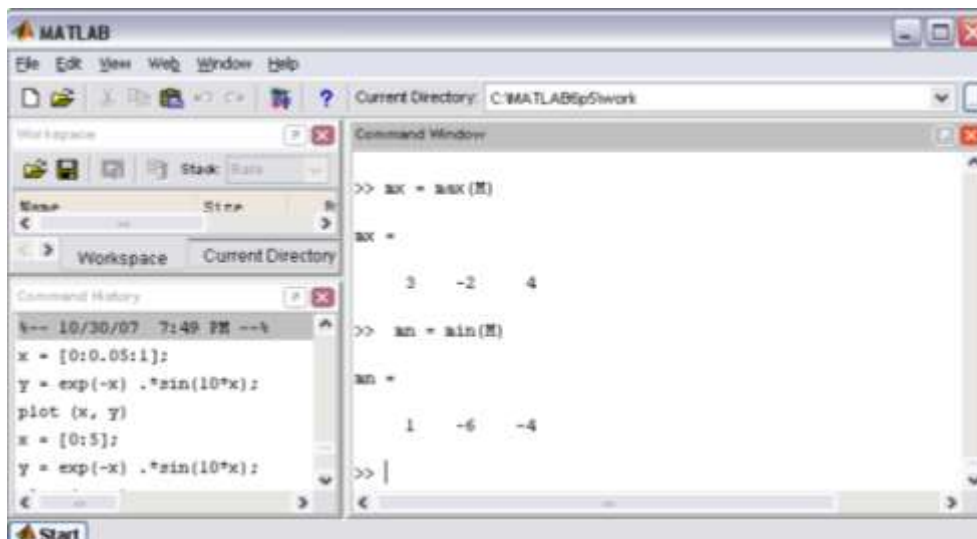 MATLAB
File Edit View Web Window Help
? Current Directory: C:\MATLAB6p5\work
Workspace
Stack: Base
Name Size
Workspace Current Directory
Command History
%-- 10/30/07 7:49 PM --%
x = [0:0.05:1];
y = exp(-x) .*sin(10*x);
plot (x, y)
x = [0:5];
y = exp(-x) .*sin(10*x);
Command Window
>> mx = max(M)
mx =
3 -2 4
>> mn = min(M)
mn =
1 -6 -4
>>
Start